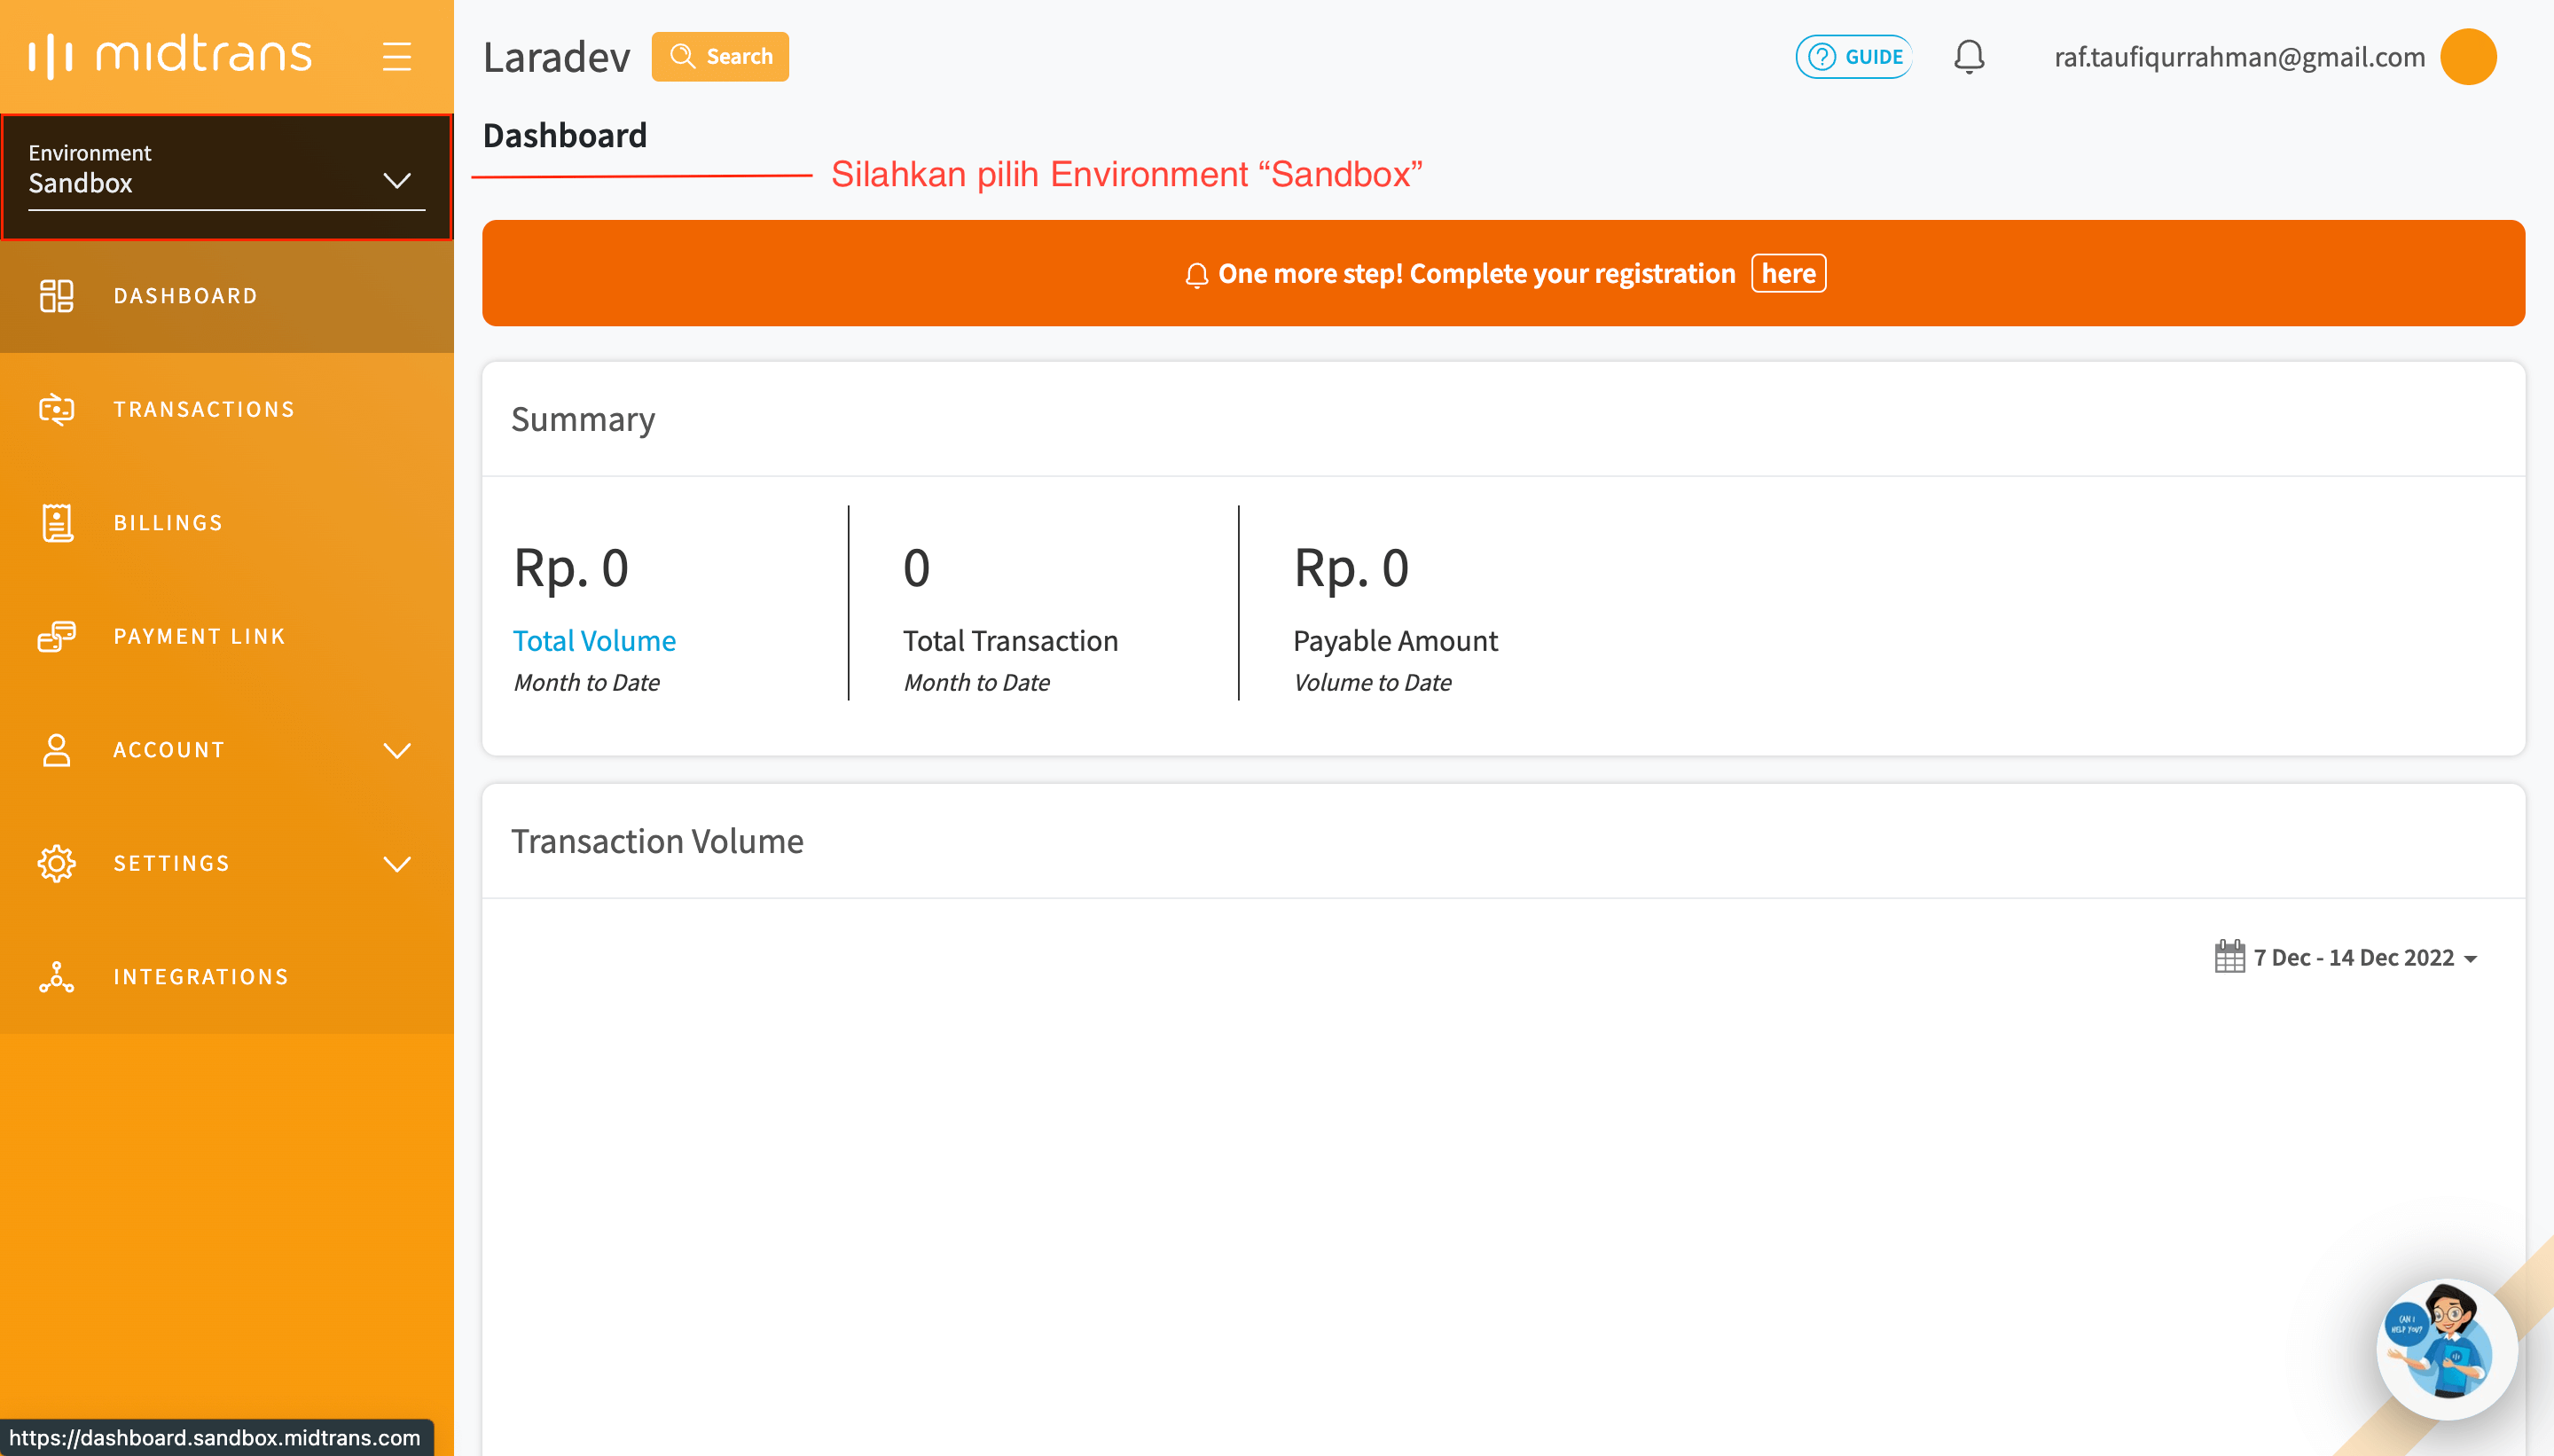 midtrans
Laradev
Search
GUIDE
raf.taufiqurrahman@gmail.com
Environment
Sandbox
Dashboard
Silahkan pilih Environment “Sandbox”
One more step! Complete your registration here
DASHBOARD
TRANSACTIONS
BILLINGS
PAYMENT LINK
ACCOUNT
SETTINGS
INTEGRATIONS
Summary
Rp. 0
Total Volume
Month to Date
0
Total Transaction
Month to Date
Rp. 0
Payable Amount
Volume to Date
Transaction Volume
7 Dec - 14 Dec 2022
CAN I
HELP YOU?
https://dashboard.sandbox.midtrans.com